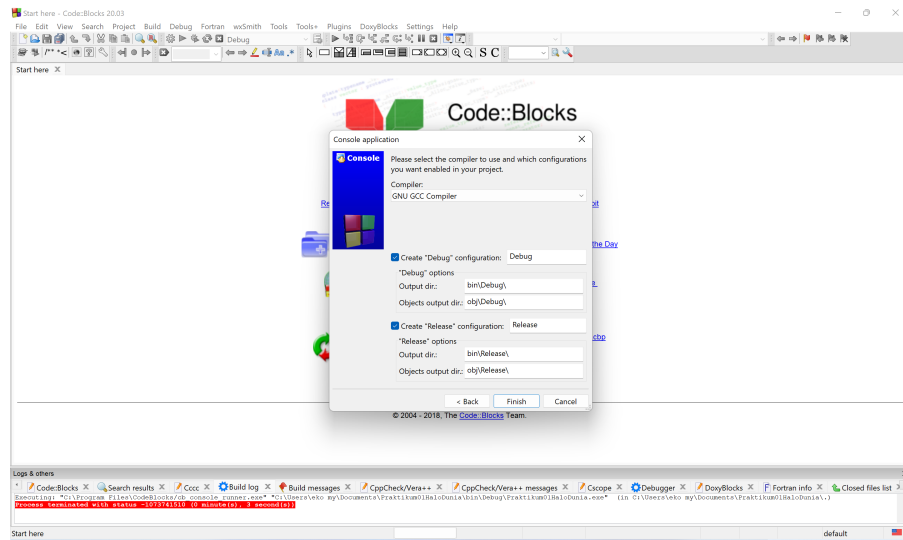 Start here - Code::Blocks 20.03
File Edit View Search Project Build Debug Fortran wxSmith Tools Tools+ Plugins DoxyBlocks Settings Help
Debug
S C
Start here
Code::Blocks
Console application
Console
Please select the compiler to use and which configurations
you want enabled in your project.
Compiler:
GNU GCC Compiler
the Day
cbp
Create "Debug" configuration: Debug
"Debug" options
Output dir.: bin\Debug\
Objects output dir.: obj\Debug\
Create "Release" configuration: Release
"Release" options
Output dir.: bin\Release\
Objects output dir.: obj\Release\
< Back Finish Cancel
© 2004 - 2018, The Code::Blocks Team.
Logs & others
Code::Blocks Search results Cccc Build log Build messages CppCheck/Vera++ CppCheck/Vera++ messages Cscope Debugger DoxyBlocks Fortran info Closed files list
Executing: "C:\Program Files\CodeBlocks/cb_console_runner.exe" "C:\Users\eko my\Documents\Praktikum01HaloDunia\bin\Debug\Praktikum01HaloDunia.exe" (in C:\Users\eko my\Documents\Praktikum01HaloDunia\.)
Process terminated with status -1073741510 (0 minute(s), 3 second(s))
Start here default